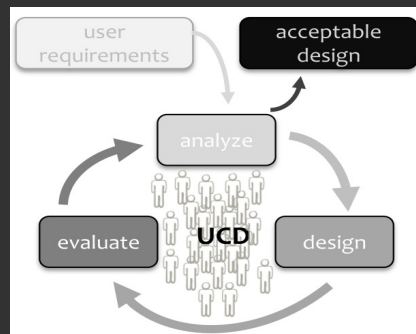 user
requirements
acceptable
design
analyze
evaluate
UCD
design